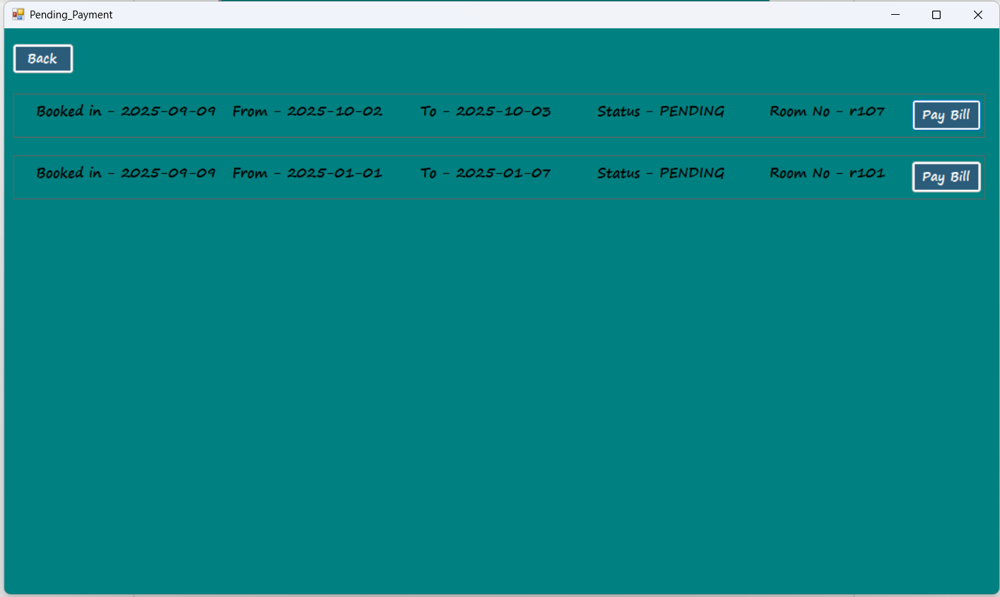 Pending_Payment
Back
Booked in - 2025-09-09 From - 2025-10-02 To - 2025-10-03 Status - PENDING Room No - r107 Pay Bill
Booked in - 2025-09-09 From - 2025-01-01 To - 2025-01-07 Status - PENDING Room No - r101 Pay Bill